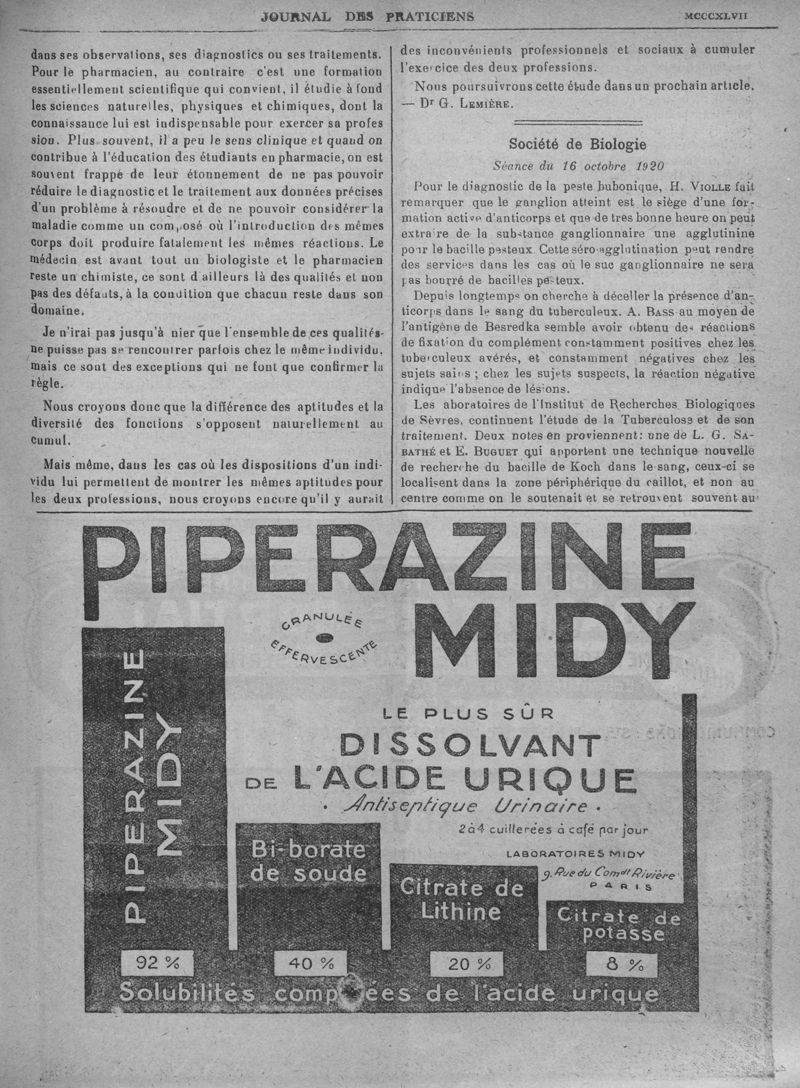 JOURNAL DES PRATICIENS
MCCCXLVII
dans ses observations, ses diagnostics ou ses traitements.
Pour le pharmacien, au contraire c'est une formation
essentiellement scientifique qui convient, il étudie à fond
les sciences naturelles, physiques et chimiques, dont la
connaissance lui est indispensable pour exercer sa profes
sion. Plus souvent, il a peu le sens clinique et quand on
contribue à l'éducation des étudiants en pharmacie, on est
souvent frappé de leur étonnement de ne pas pouvoir
réduire le diagnostic et le traitement aux données précises
d'un problème à résoudre et de ne pouvoir considérer la
maladie comme un composé où l'introduction des mêmes
corps doit produire fatalement les mêmes réactions. Le
médecin est avant tout un biologiste et le pharmacien
reste un chimiste, ce sont d ailleurs là des qualités et non
pas des défauts, à la condition que chacun reste dans son
domaine.
Je n'irai pas jusqu'à nier que l'ensemble de ces qualités
ne puisse pas se rencontrer parfois chez le même individu,
mais ce sont des exceptions qui ne font que confirmer la
règle.
Nous croyons donc que la différence des aptitudes et la
diversité des fonctions s'opposent naturellement au
cumul.
Mais même, dans les cas où les dispositions d'un indi-
vidu lui permettent de montrer les mêmes aptitudes pour
les deux professions, nous croyons encore qu'il y aurait
des inconvénients professionnels et sociaux à cumuler
l'exercice des deux professions.
Nous poursuivrons cette étude dans un prochain article.
— Dr G. LEMIÈRE.
Société de Biologie
Séance du 16 octobre 1920
Pour le diagnostic de la peste bubonique, H. VIOLLE fait
remarquer que le ganglion atteint est le siège d'une for-
mation active d'anticorps et que de tres bonne heure on peut
extraire de la substance ganglionnaire une agglutinine
pour le bacille pesteux. Cette séro-agglutination peut rendre
des services dans les cas où le suc ganglionnaire ne sera
pas bourré de bacilles pesteux.
Depuis longtemps on cherche à déceller la présence d'an-
ticorps dans le sang du tuberculeux. A. BASS au moyen de
l'antigène de Besredka semble avoir obtenu des réactions
de fixation du complément constamment positives chez les
tuberculeux avérés, et constamment négatives chez les
sujets sains ; chez les sujets suspects, la réaction négative
indique l'absence de lésions.
Les aboratoires de l'Institut de Recherches Biologiques
de Sèvres, continuent l'étude de la Tuberculose et de son
traitement. Deux notes en proviennent: une de L. G. SA-
BATHÉ et E. BUGUET qui apportent une technique nouvelle
de recherche du bacille de Koch dans le sang, ceux-ci se
localisent dans la zone périphérique du caillot, et non au
centre comme on le soutenait et se retrouvent souvent au
PIPERAZINE
MIDY
GRANULÉE
EFFERVESCENTE
LE PLUS SÛR
DISSOLVANT
DE L'ACIDE URIQUE
• Antiseptique Urinaire •
2 à 4 cuillerées à café par jour
LABORATOIRES MIDY
9. Rue du Comdt Rivière
PARIS
PIPERAZINE
MIDY
Bi-borate
de soude
Citrate de
Lithine
Citrate de
potasse
92 %
40 %
20 %
8 %
Solubilités comp ées de l'acide urique